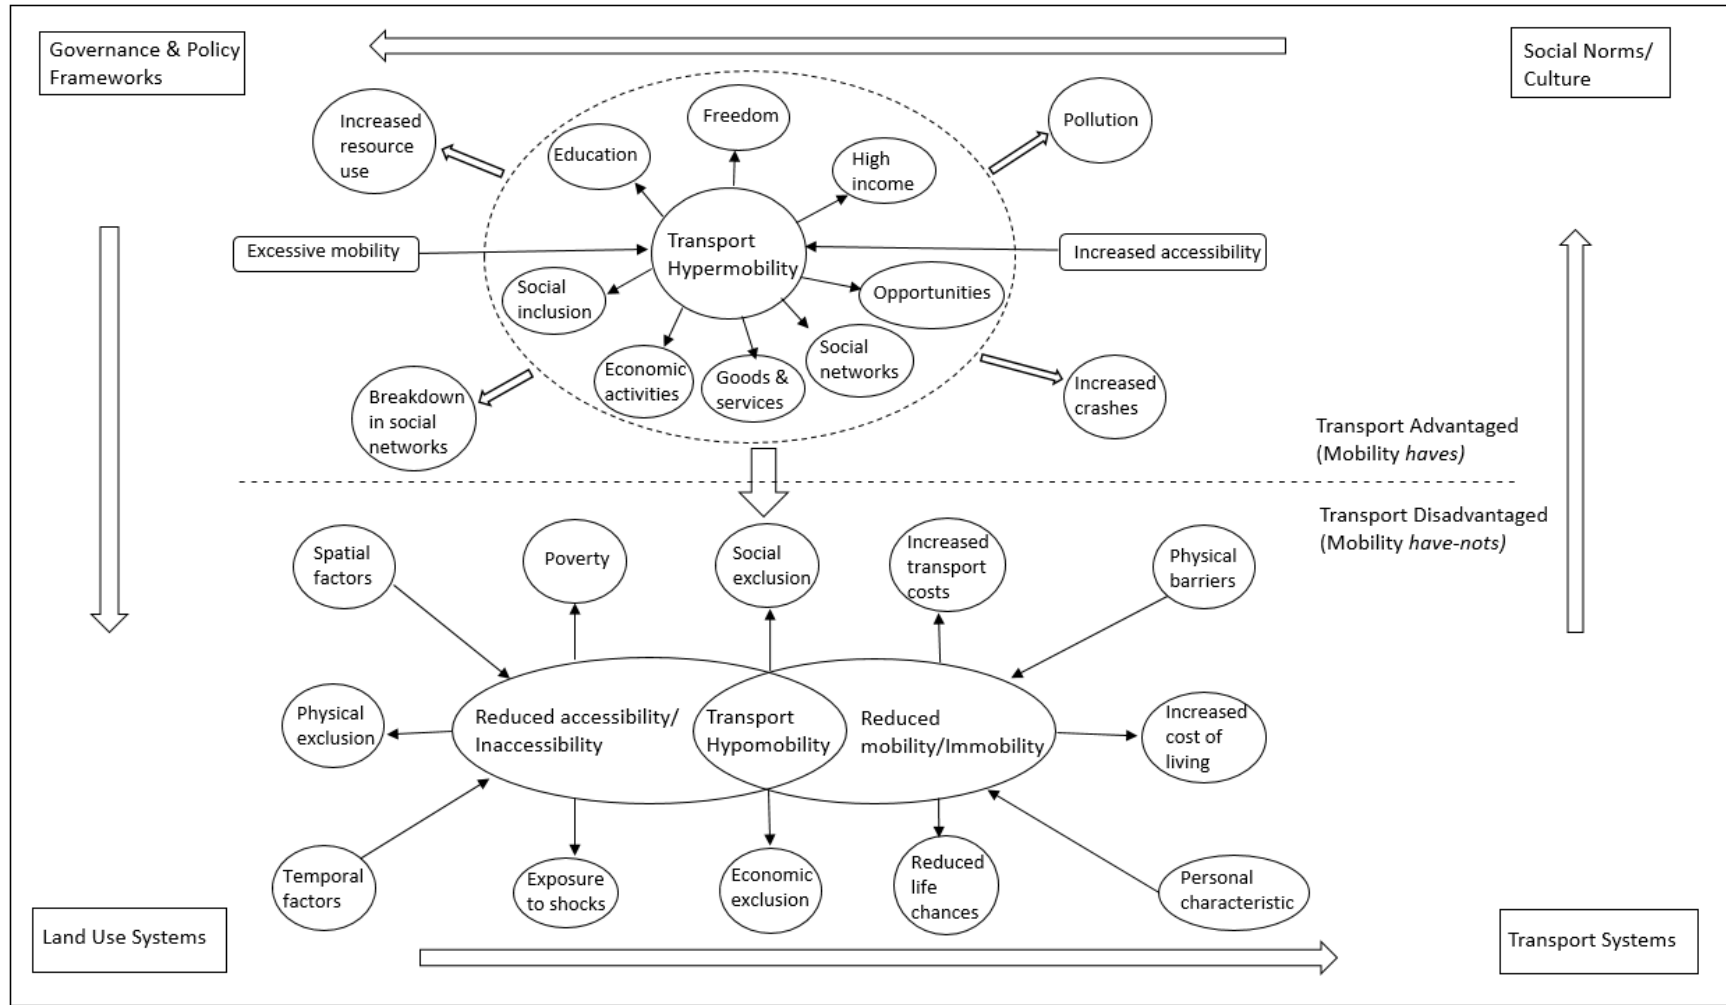 Governance & Policy
Frameworks
Social Norms/
Culture
Increased
resource
use
Education
Freedom
High
income
Pollution
Excessive mobility
Transport
Hypermobility
Increased accessibility
Social
inclusion
Opportunities
Economic
activities
Goods &
services
Social
networks
Breakdown
in social
networks
Increased
crashes
Transport Advantaged
(Mobility haves)
Transport Disadvantaged
(Mobility have-nots)
Spatial
factors
Poverty
Social
exclusion
Increased
transport
costs
Physical
barriers
Physical
exclusion
Reduced accessibility/
Inaccessibility
Transport
Hypomobility
Reduced
mobility/Immobility
Increased
cost of
living
Temporal
factors
Exposure
to shocks
Economic
exclusion
Reduced
life
chances
Personal
characteristic
Land Use Systems
Transport Systems